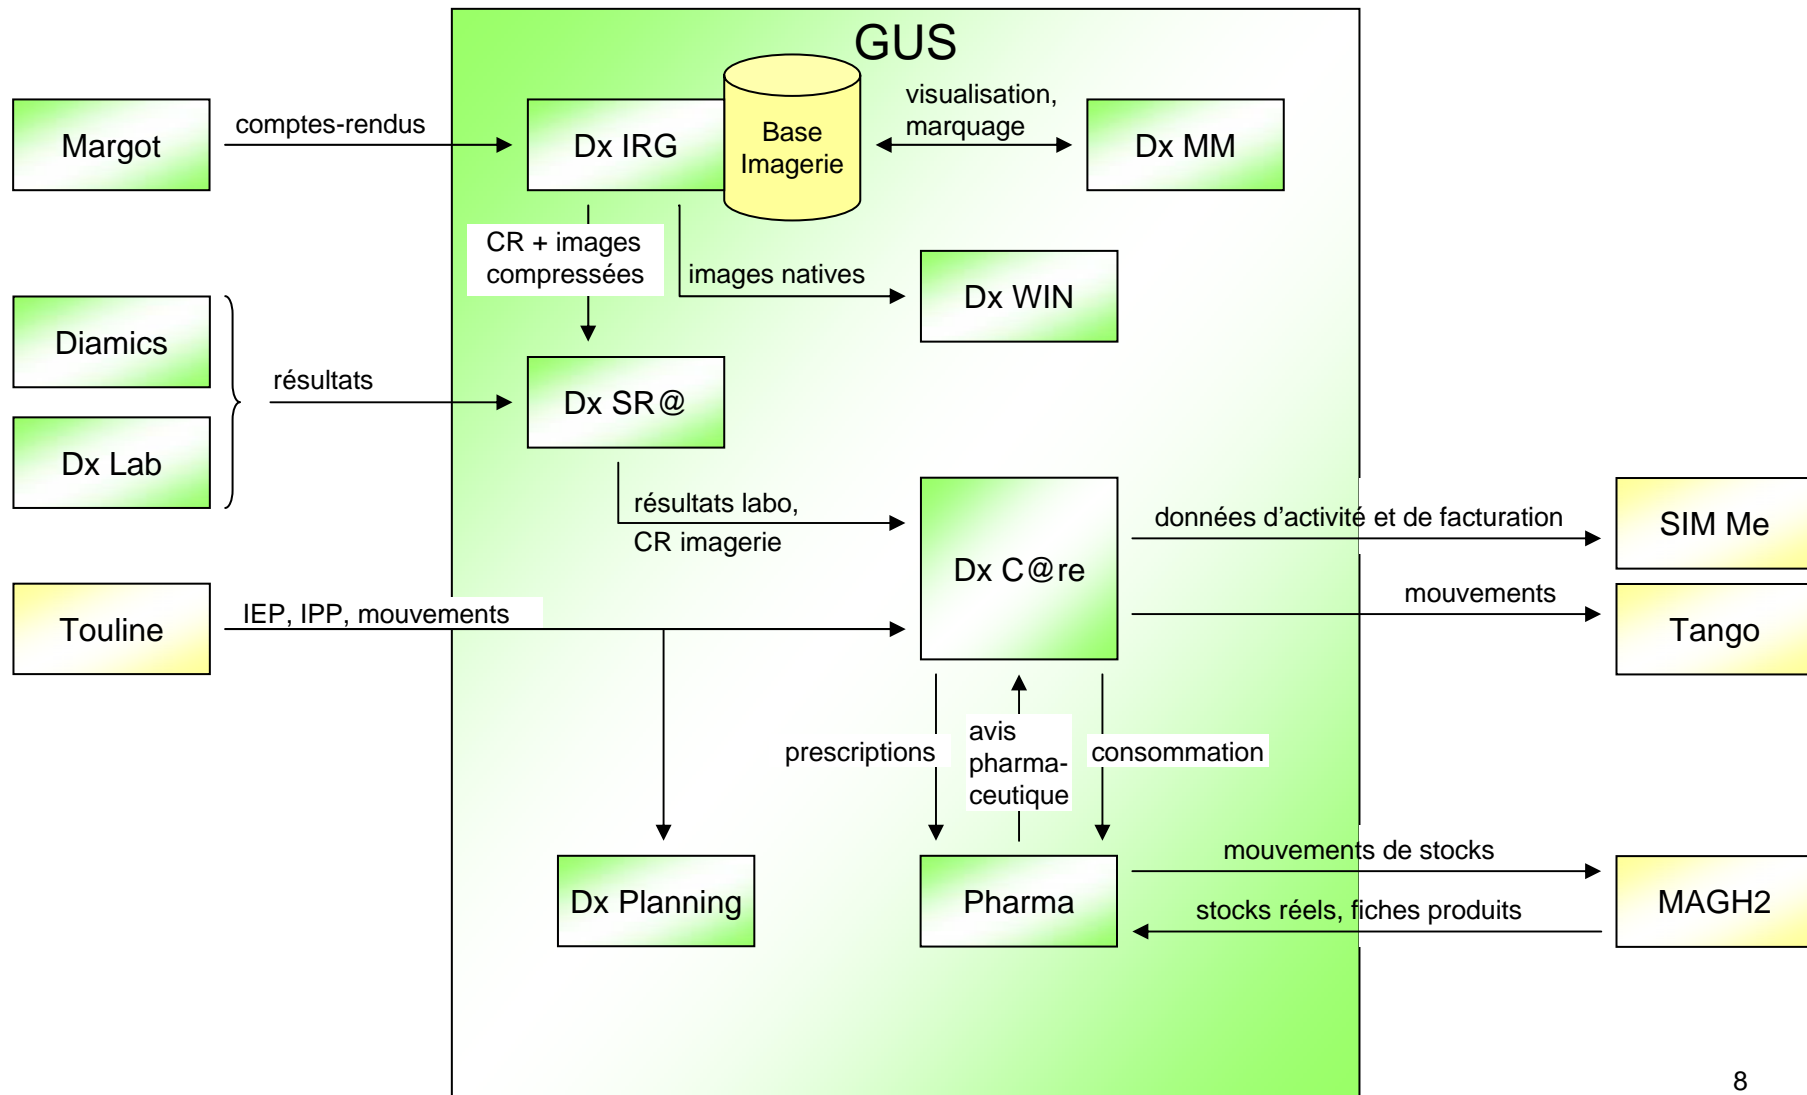 GUS
Margot
comptes-rendus
Dx IRG
Base
Imagerie
visualisation,
marquage
Dx MM
CR + images
compressées
images natives
Dx WIN
Diamics
Dx Lab
résultats
Dx SR@
résultats labo,
CR imagerie
Dx C@re
données d’activité et de facturation
SIM Me
mouvements
Tango
Touline
IEP, IPP, mouvements
prescriptions
avis
pharma-
ceutique
consommation
Dx Planning
Pharma
mouvements de stocks
stocks réels, fiches produits
MAGH2
8